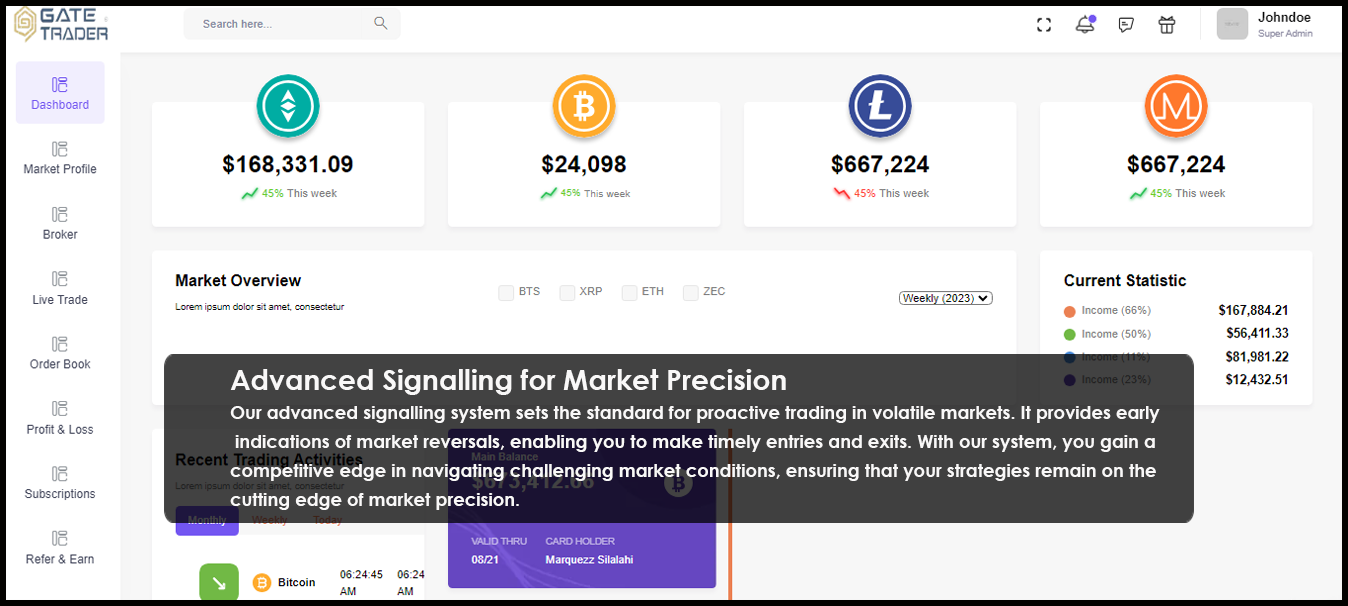 GATE
TRADER
Search here...
Johndoe
Super Admin
Dashboard
Market Profile
Broker
Live Trade
Order Book
Profit & Loss
Subscriptions
Refer & Earn
$168,331.09
45% This week
$24,098
45% This week
$667,224
45% This week
$667,224
45% This week
Market Overview
Lorem ipsum dolor sit amet, consectetur
BTS XRP ETH ZEC
Weekly (2023)
Current Statistic
Income (66%) $167,884.21
Income (50%) $56,411.33
Income (11%) $81,981.22
Income (23%) $12,432.51
Advanced Signalling for Market Precision
Our advanced signalling system sets the standard for proactive trading in volatile markets. It provides early
indications of market reversals, enabling you to make timely entries and exits. With our system, you gain a
competitive edge in navigating challenging market conditions, ensuring that your strategies remain on the
cutting edge of market precision.
Recent Trading Activities
Lorem ipsum dolor sit amet, consectetur
Monthly Weekly Today
Bitcoin
06:24:45
AM
06:24
AM
Main Balance
VALID THRU CARD HOLDER
08/21 Marquezz Silalahi